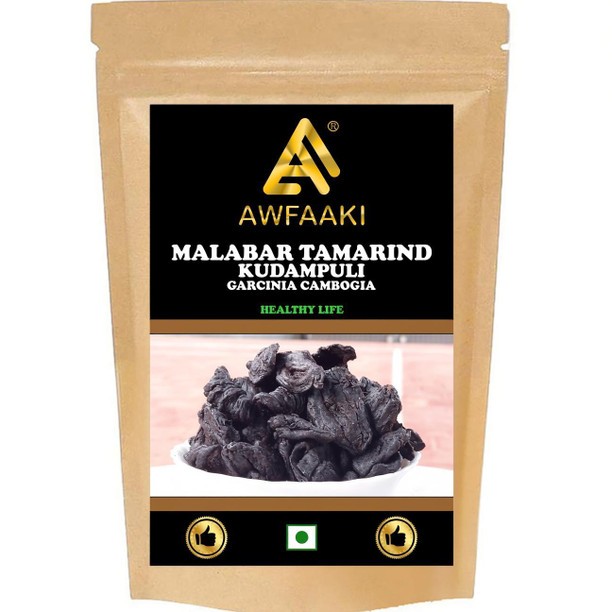 ®
AWFAAKI
MALABAR TAMARIND
KUDAMPULI
GARCINIA CAMBOGIA
HEALTHY LIFE